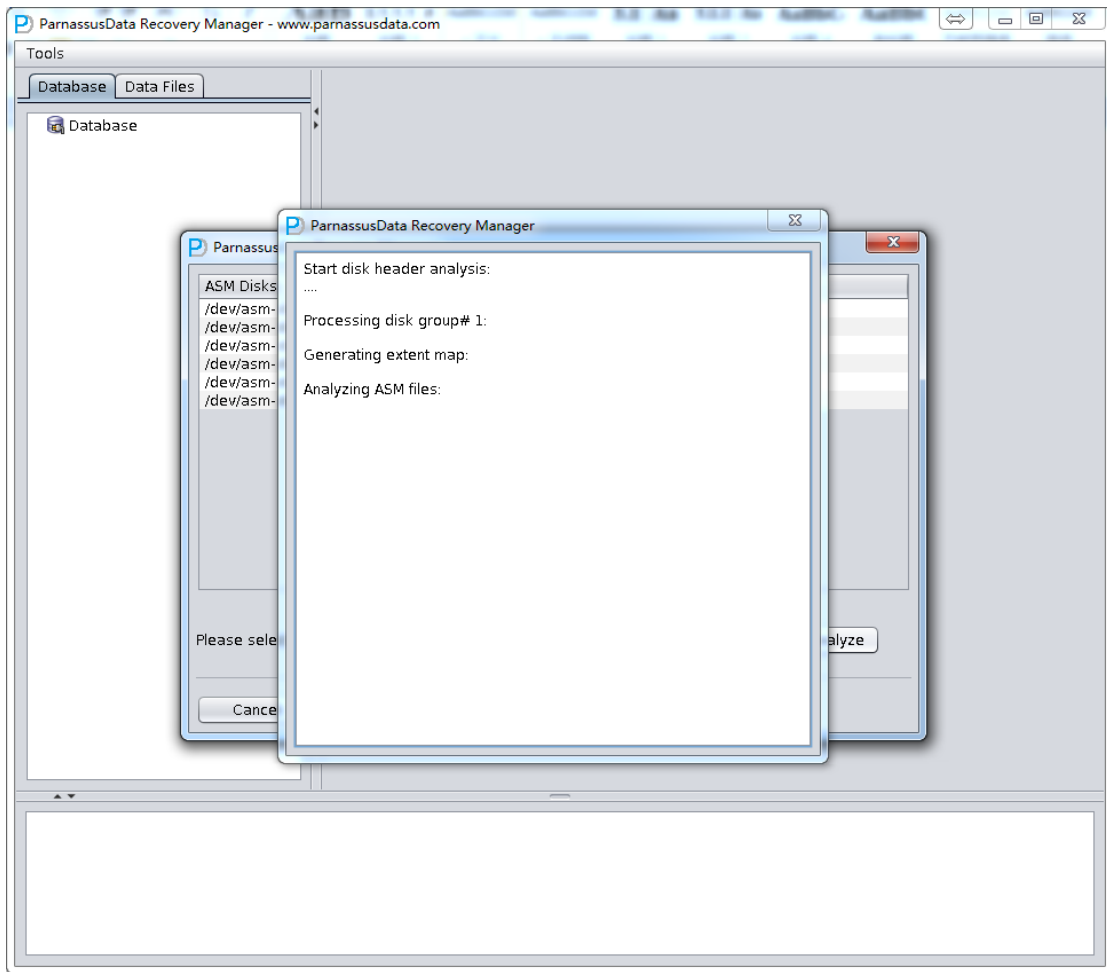 ParnassusData Recovery Manager - www.parnassusdata.com
Tools
Database
Data Files
Database
ParnassusData Recovery Manager
Start disk header analysis:
....
Processing disk group# 1:
Generating extent map:
Analyzing ASM files:
Parnassus
ASM Disks
/dev/asm-
/dev/asm-
/dev/asm-
/dev/asm-
/dev/asm-
/dev/asm-
Please sele
alyze
Cance